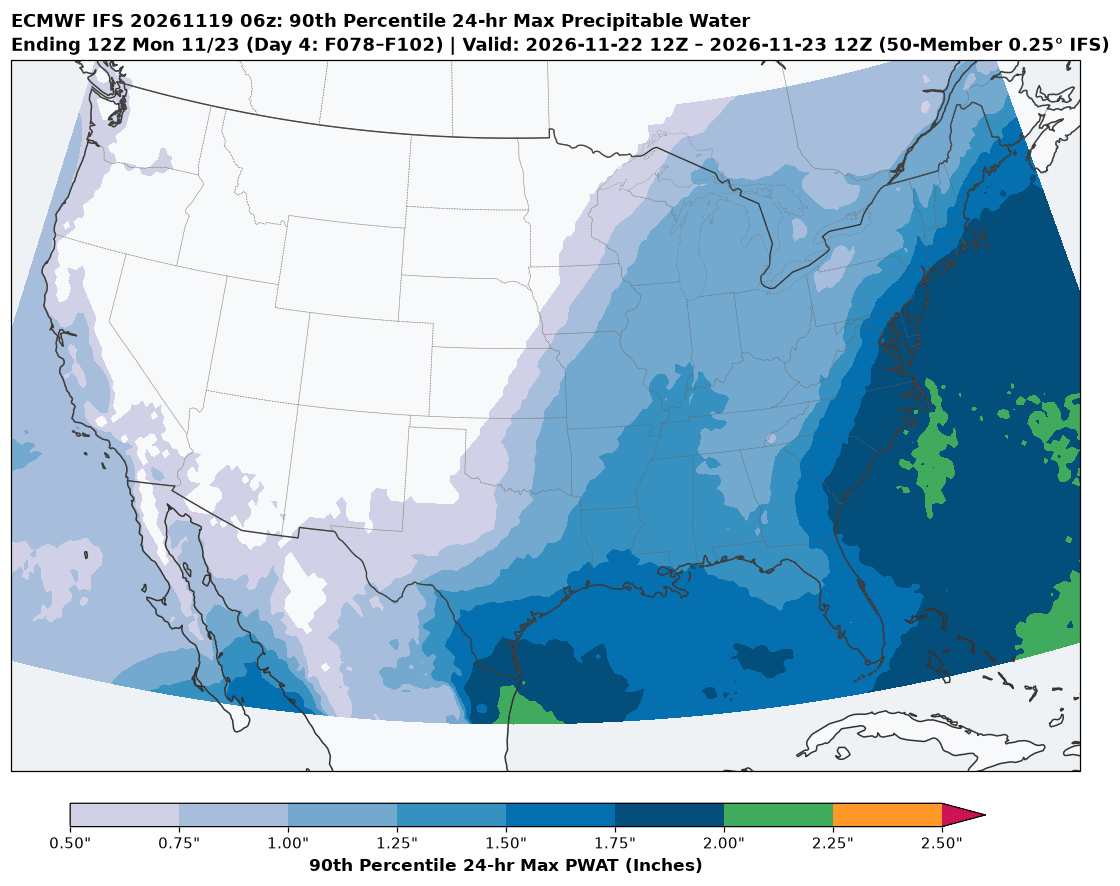 ECMWF IFS 20261119 06z: 90th Percentile 24-hr Max Precipitable Water
Ending 12Z Mon 11/23 (Day 4: F078–F102) | Valid: 2026-11-22 12Z – 2026-11-23 12Z (50-Member 0.25° IFS)
0.50" 0.75" 1.00" 1.25" 1.50" 1.75" 2.00" 2.25" 2.50"
90th Percentile 24-hr Max PWAT (Inches)